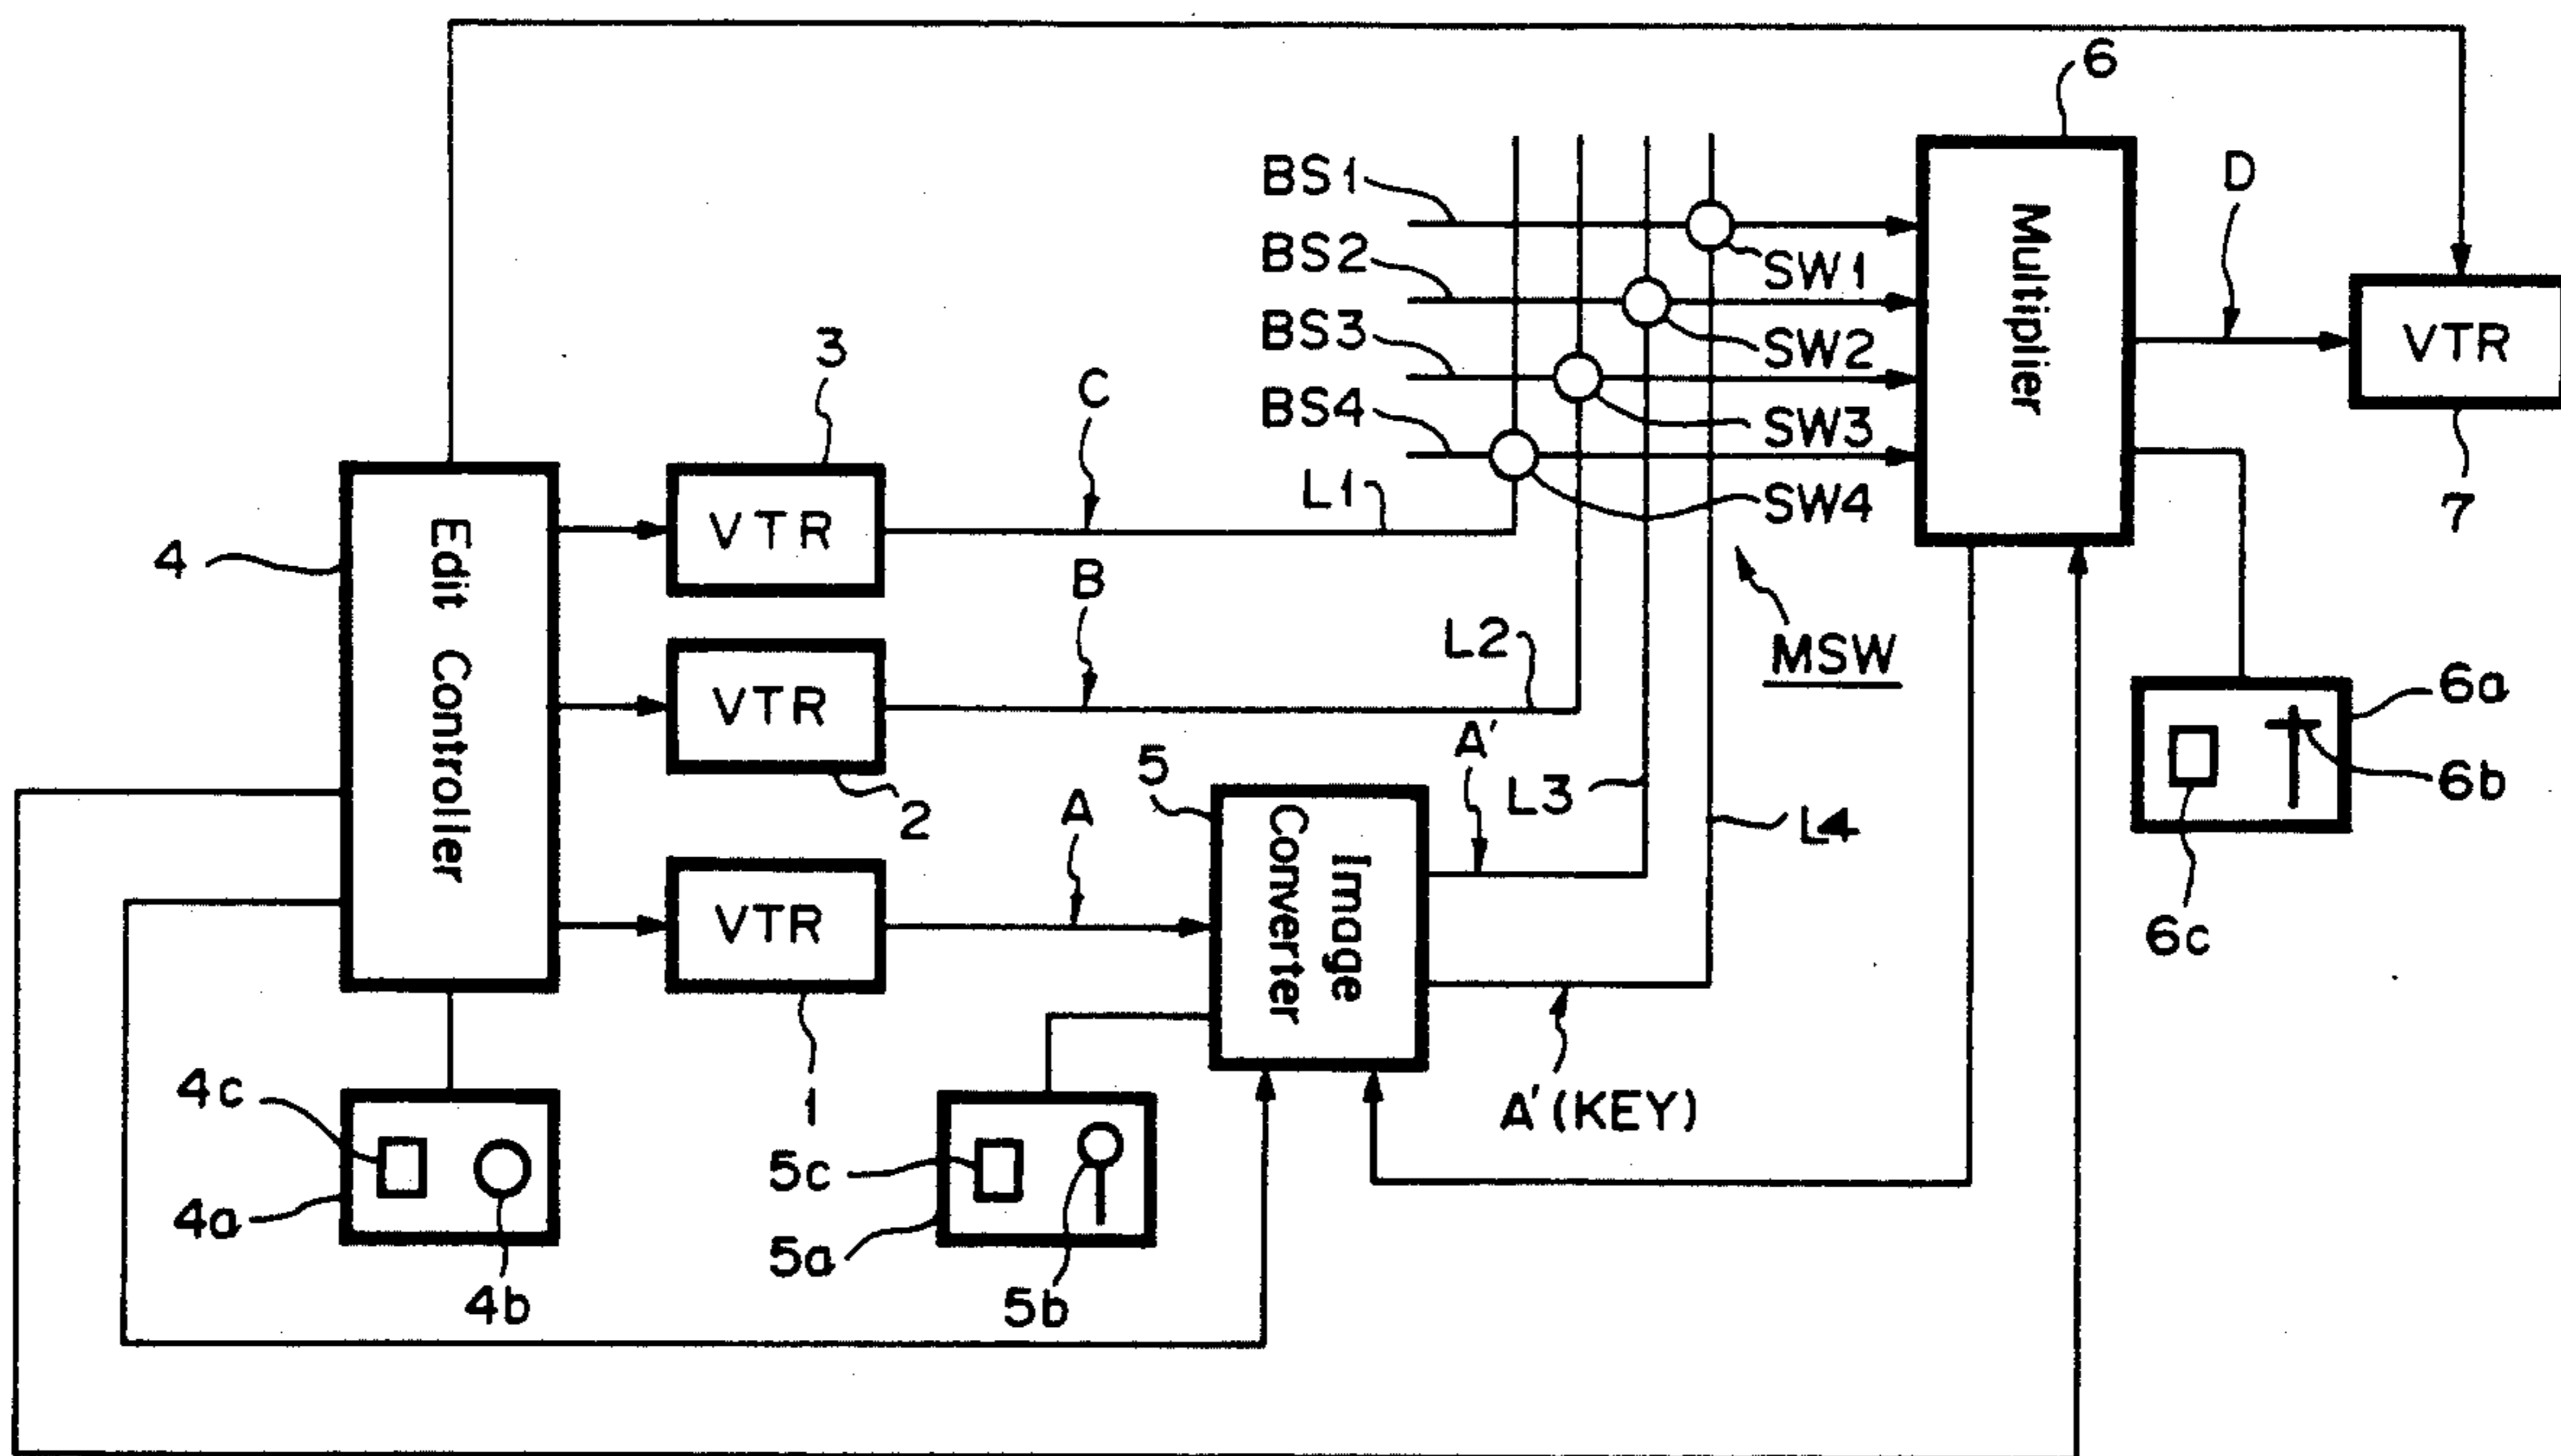 6
BS1
D
BS2
SW1
Multiplier
BS3
SW2
VTR
3
C
BS4
SW3
L1
SW4
7
4
Edit Controller
VTR
B
L2
MSW
6a
VTR
A'
5
6b
2
A
L3
L4
Image
Converter
VTR
6c
4c
1
5c
A'(KEY)
4a
5a
4b
5b